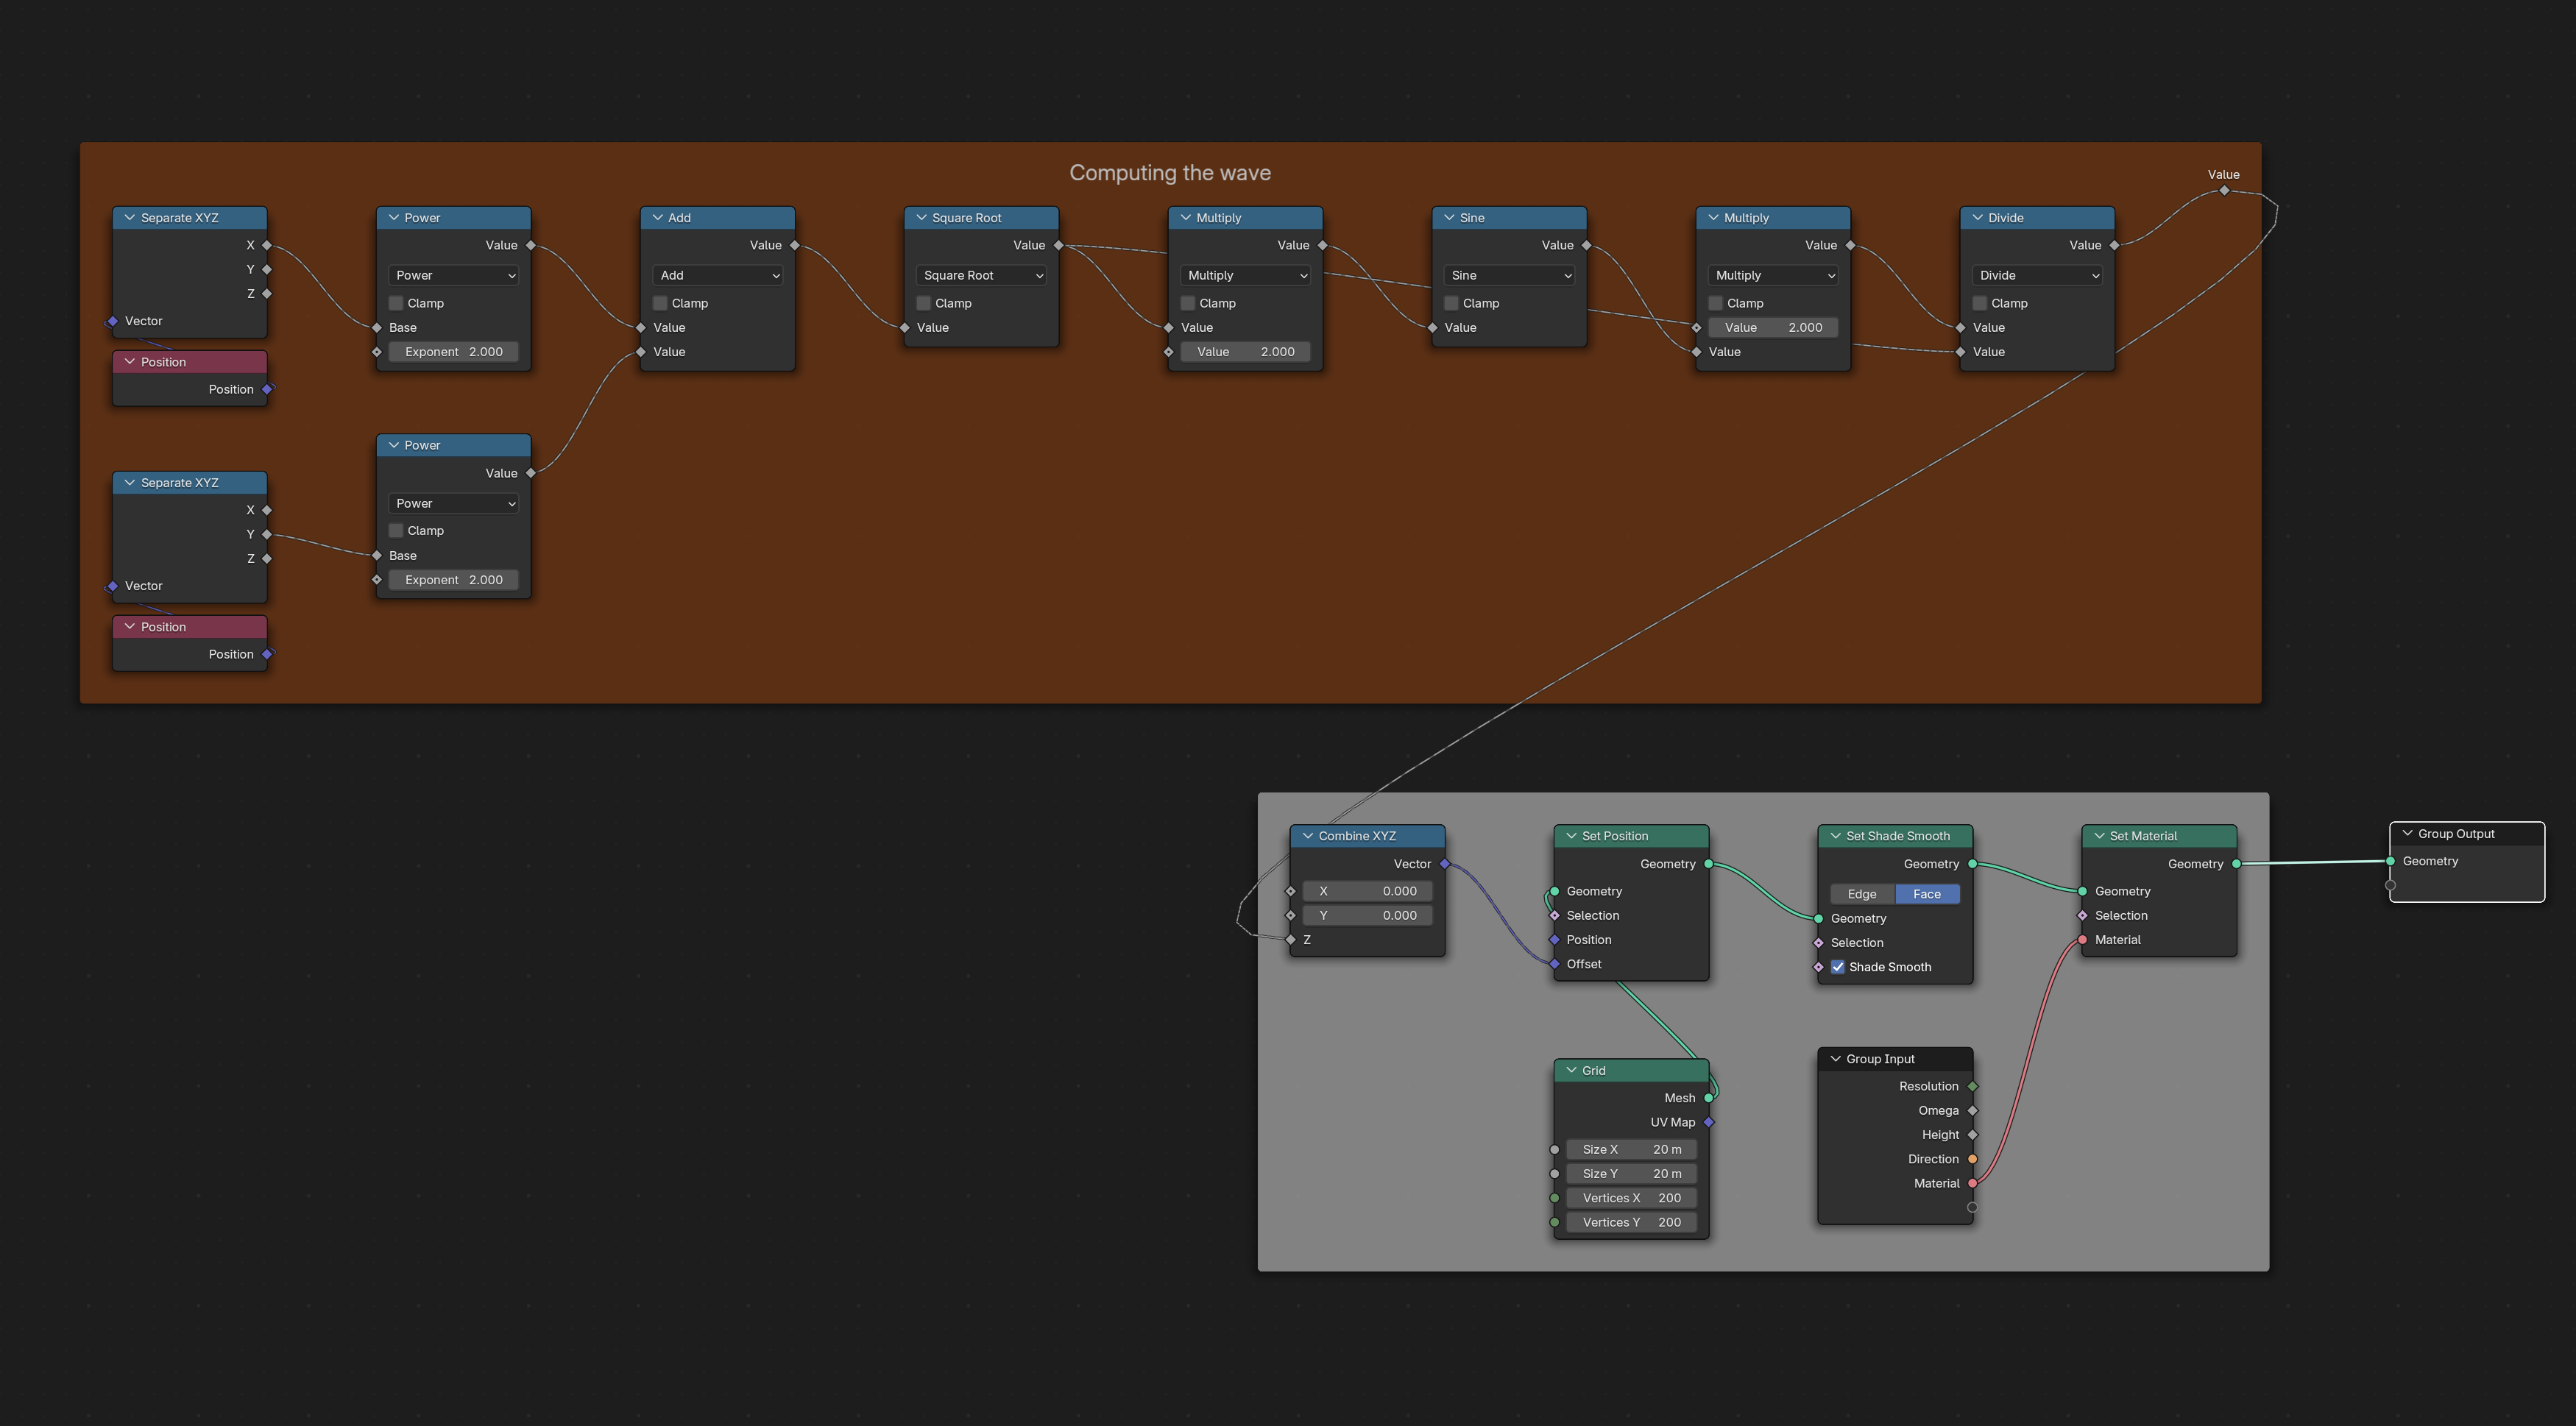 Computing the wave
Value
Separate XYZ
X
Y
Z
Vector
Position
Position
Power
Value
Power
Clamp
Base
Exponent 2.000
Add
Value
Add
Clamp
Value
Value
Square Root
Value
Square Root
Clamp
Value
Multiply
Value
Multiply
Clamp
Value
Value 2.000
Sine
Value
Sine
Clamp
Value
Multiply
Value
Multiply
Clamp
Value 2.000
Value
Divide
Value
Divide
Clamp
Value
Value
Separate XYZ
X
Y
Z
Vector
Position
Position
Power
Value
Power
Clamp
Base
Exponent 2.000
Combine XYZ
Vector
X 0.000
Y 0.000
Z
Set Position
Geometry
Geometry
Selection
Position
Offset
Set Shade Smooth
Geometry
Edge Face
Geometry
Selection
Shade Smooth
Set Material
Geometry
Geometry
Selection
Material
Group Output
Geometry
Grid
Mesh
UV Map
Size X 20 m
Size Y 20 m
Vertices X 200
Vertices Y 200
Group Input
Resolution
Omega
Height
Direction
Material